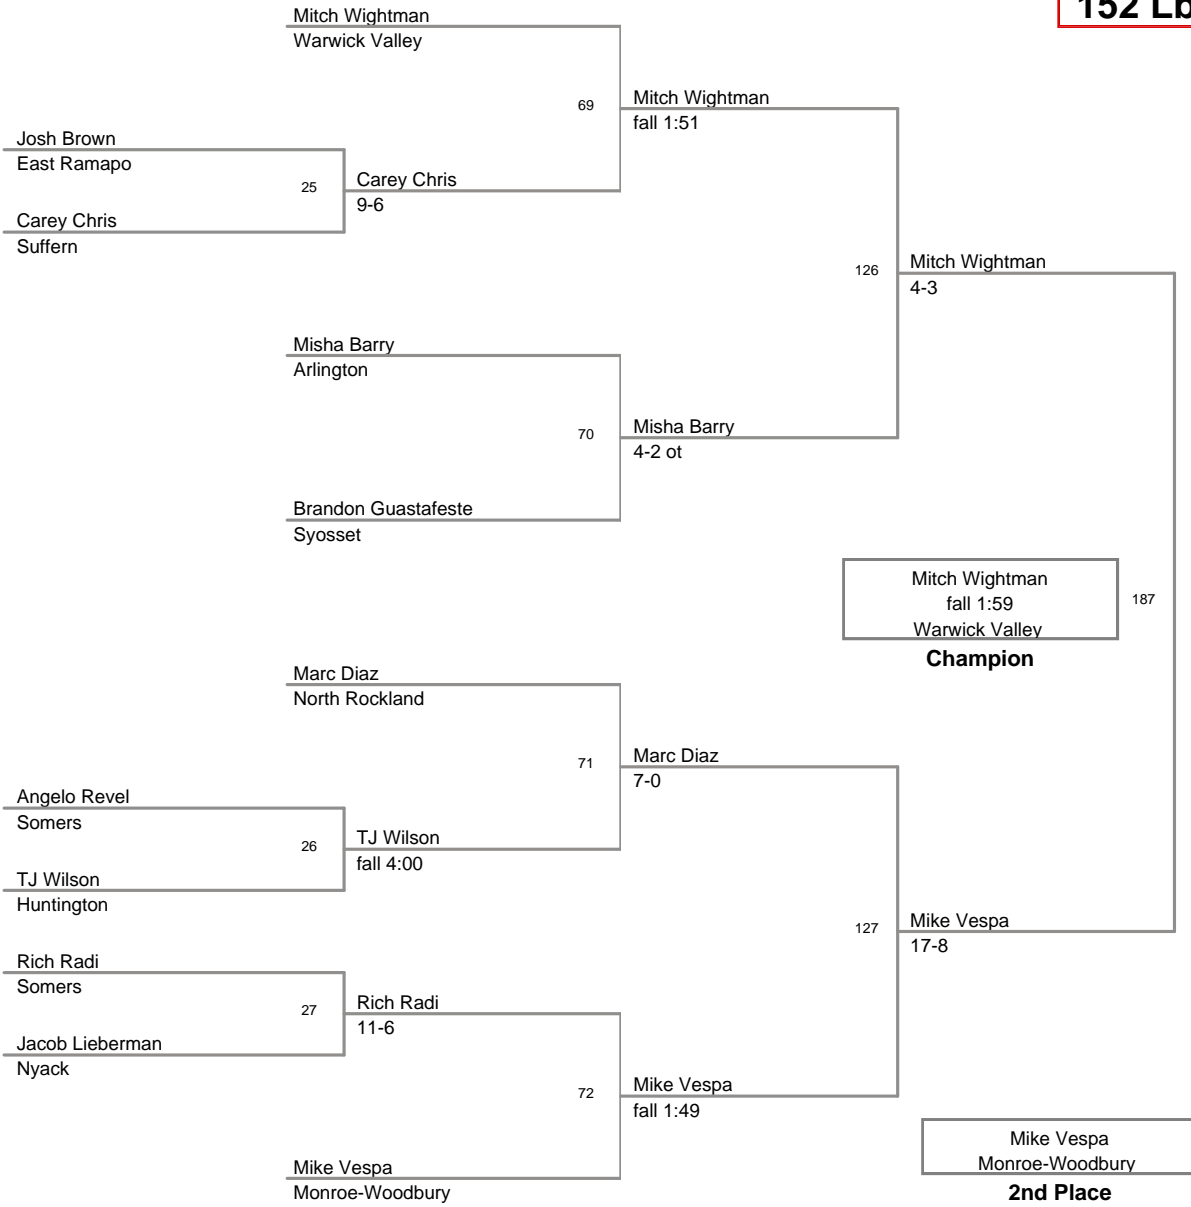 152 Lb
Mitch Wightman
Warwick Valley
69
Mitch Wightman
fall 1:51
Josh Brown
East Ramapo
25
Carey Chris
9-6
Carey Chris
Suffern
126
Mitch Wightman
4-3
Misha Barry
Arlington
70
Misha Barry
4-2 ot
Brandon Guastafeste
Syosset
Mitch Wightman
fall 1:59
Warwick Valley
187
Champion
Marc Diaz
North Rockland
71
Marc Diaz
7-0
Angelo Revel
Somers
26
TJ Wilson
fall 4:00
TJ Wilson
Huntington
127
Mike Vespa
17-8
Rich Radi
Somers
27
Rich Radi
11-6
Jacob Lieberman
Nyack
72
Mike Vespa
fall 1:49
Mike Vespa
Monroe-Woodbury
Mike Vespa
Monroe-Woodbury
2nd Place